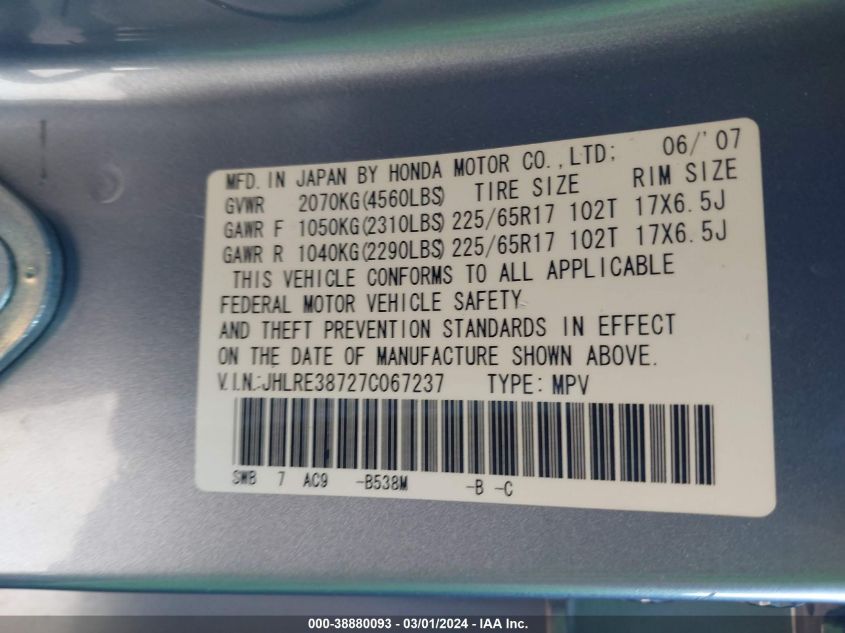 MFD. IN JAPAN BY HONDA MOTOR CO., LTD; 06/'07
GVWR 2070KG(4560LBS) TIRE SIZE RIM SIZE
GAWR F 1050KG(2310LBS) 225/65R17 102T 17X6.5J
GAWR R 1040KG(2290LBS) 225/65R17 102T 17X6.5J
THIS VEHICLE CONFORMS TO ALL APPLICABLE
FEDERAL MOTOR VEHICLE SAFETY
AND THEFT PREVENTION STANDARDS IN EFFECT
ON THE DATE OF MANUFACTURE SHOWN ABOVE.
V.I.N.:JHLRE38727C067237 TYPE: MPV
SWB 7 AC9 -B538M -B -C
000-38880093 - 03/01/2024 - IAA Inc.